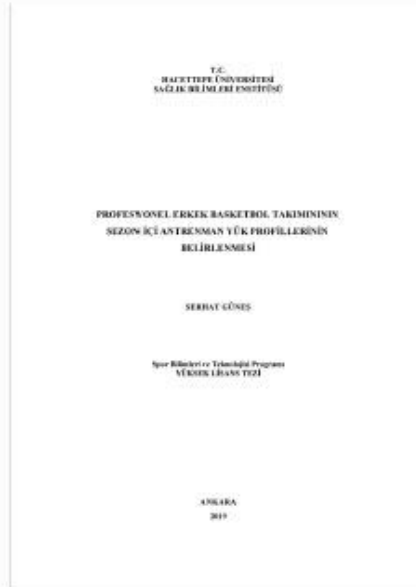 T.C.
HACETTEPE ÜNİVERSİTESİ
SAĞLIK BİLİMLERİ ENSTİTÜSÜ
PROFESYONEL ERKEK BASKETBOL TAKIMININ
SEZON İÇİ ANTRENMAN YÜK PROFİLLERİNİN
BELİRLENMESİ
SERHAT GÜNEŞ
Spor Bilimleri ve Teknolojisi Programı
YÜKSEK LİSANS TEZİ
ANKARA
2019